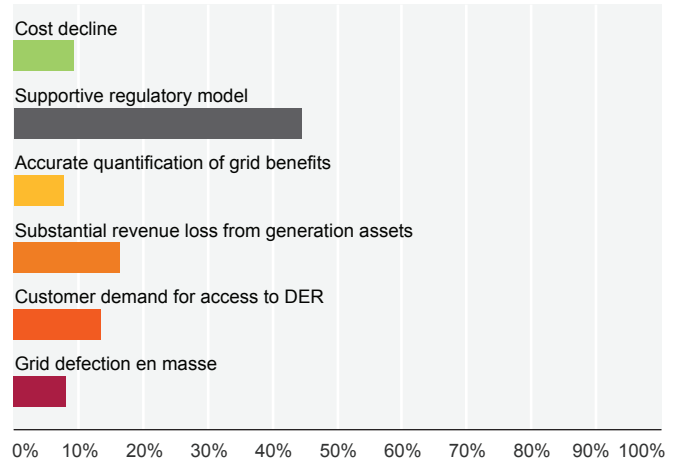 Cost decline
Supportive regulatory model
Accurate quantification of grid benefits
Substantial revenue loss from generation assets
Customer demand for access to DER
Grid defection en masse
0% 10% 20% 30% 40% 50% 60% 70% 80% 90% 100%